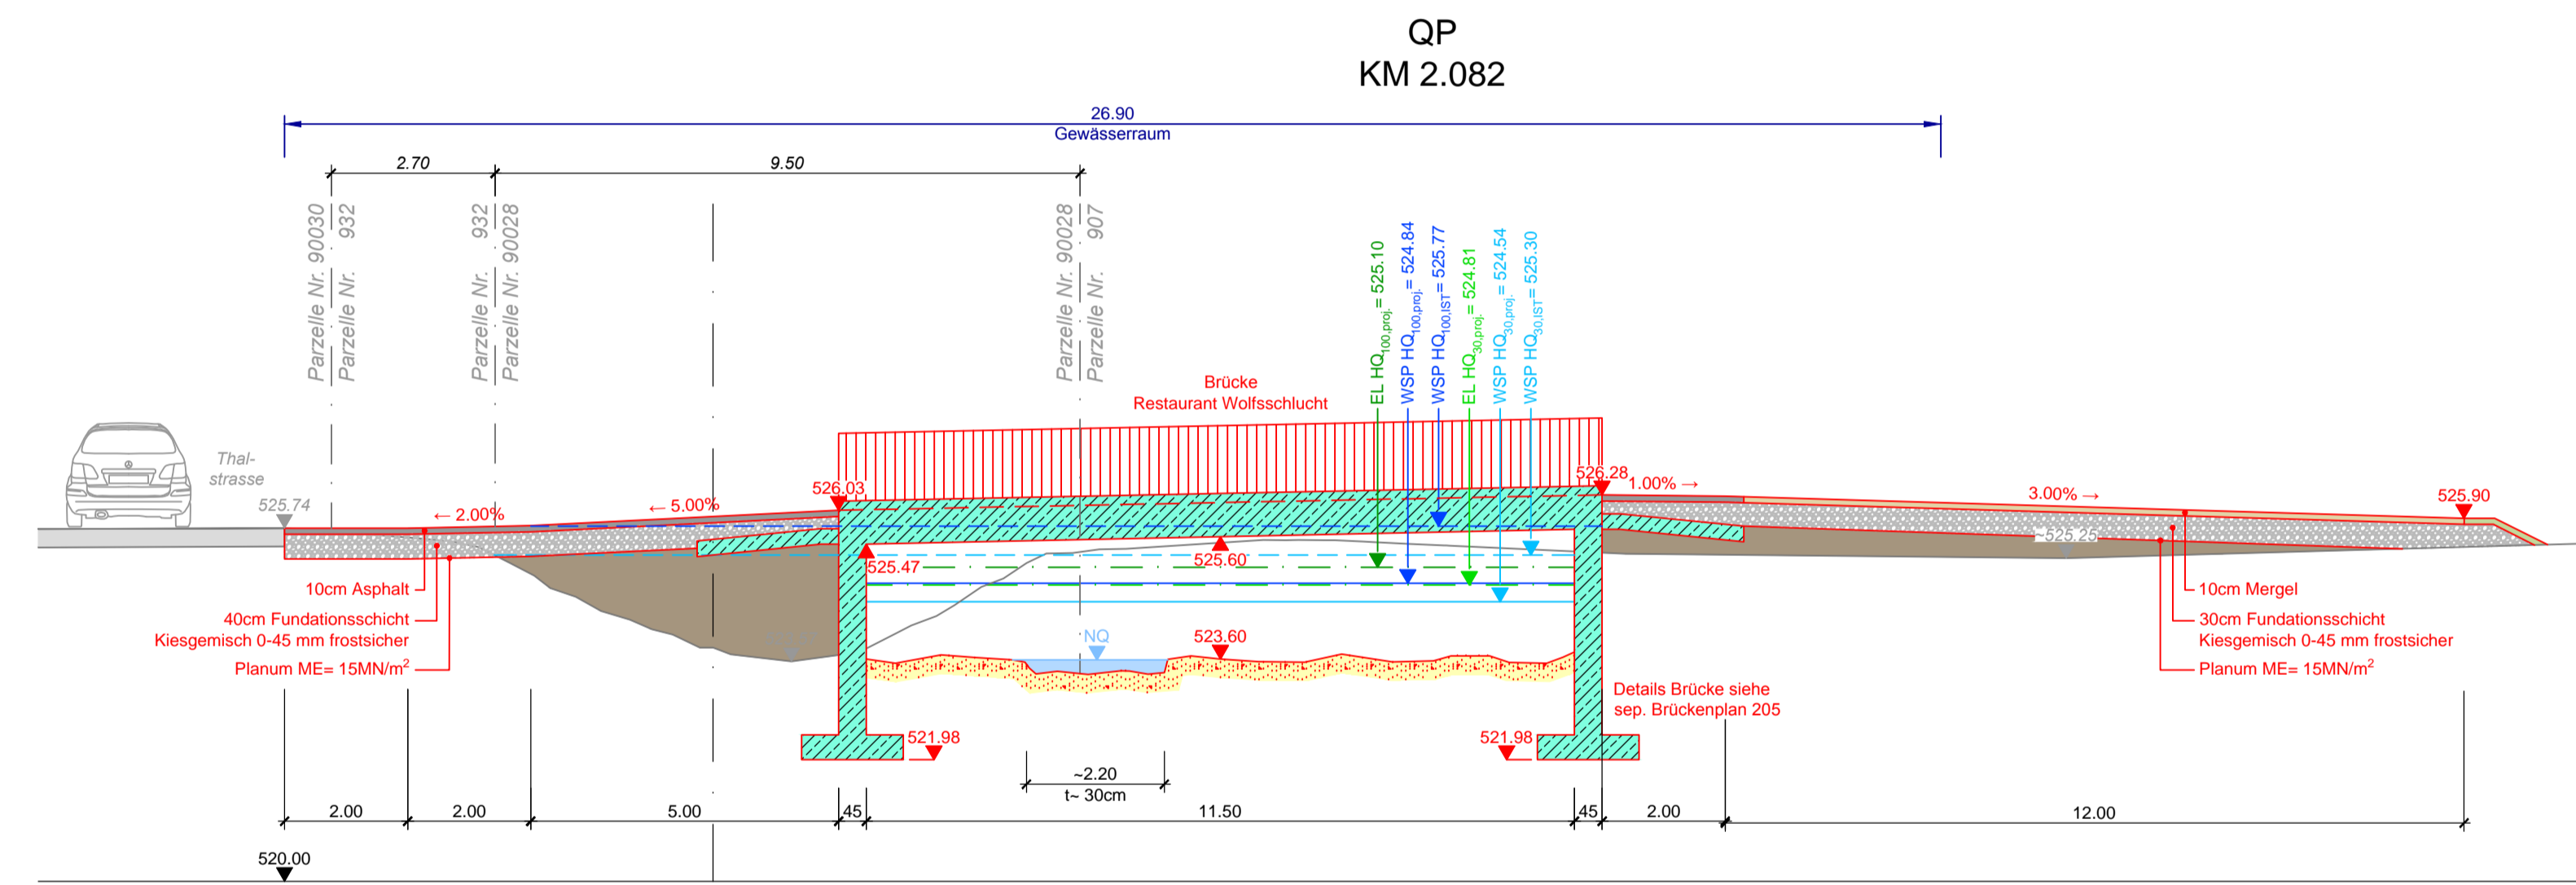 QP
KM 2.082
26.90
Gewässerraum
2.70
9.50
Parzelle Nr. 90030
Parzelle Nr. 932
Parzelle Nr. 932
Parzelle Nr. 90028
Parzelle Nr. 90028
Parzelle Nr. 907
EL HQ100,proj.= 525.10
WSP HQ100,proj.= 524.84
WSP HQ100,IST= 525.77
EL HQ30,proj.= 524.81
WSP HQ30,proj.= 524.54
WSP HQ30,IST= 525.30
Brücke
Restaurant Wolfsschlucht
Thal-
strasse
525.74
← 2.00%
← 5.00%
526.03
526.28
1.00% →
3.00% →
525.90
525.47
525.60
~525.25
10cm Asphalt
40cm Fundationsschicht
Kiesgemisch 0-45 mm frostsicher
Planum ME= 15MN/m²
NQ
523.60
10cm Mergel
30cm Fundationsschicht
Kiesgemisch 0-45 mm frostsicher
Planum ME= 15MN/m²
Details Brücke siehe
sep. Brückenplan 205
521.98
521.98
~2.20
t~ 30cm
2.00
2.00
5.00
45
11.50
45
2.00
12.00
520.00